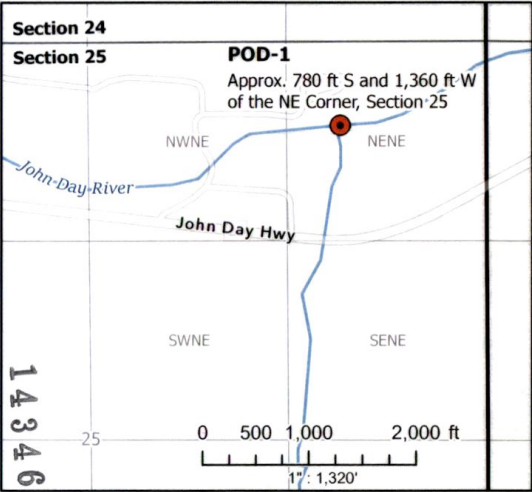 Section 24
Section 25
POD-1
Approx. 780 ft S and 1,360 ft W
of the NE Corner, Section 25
NWNE
NENE
John-Day-River
John Day Hwy
SWNE
SENE
14346
25
0 500 1,000 2,000 ft
1" : 1,320'